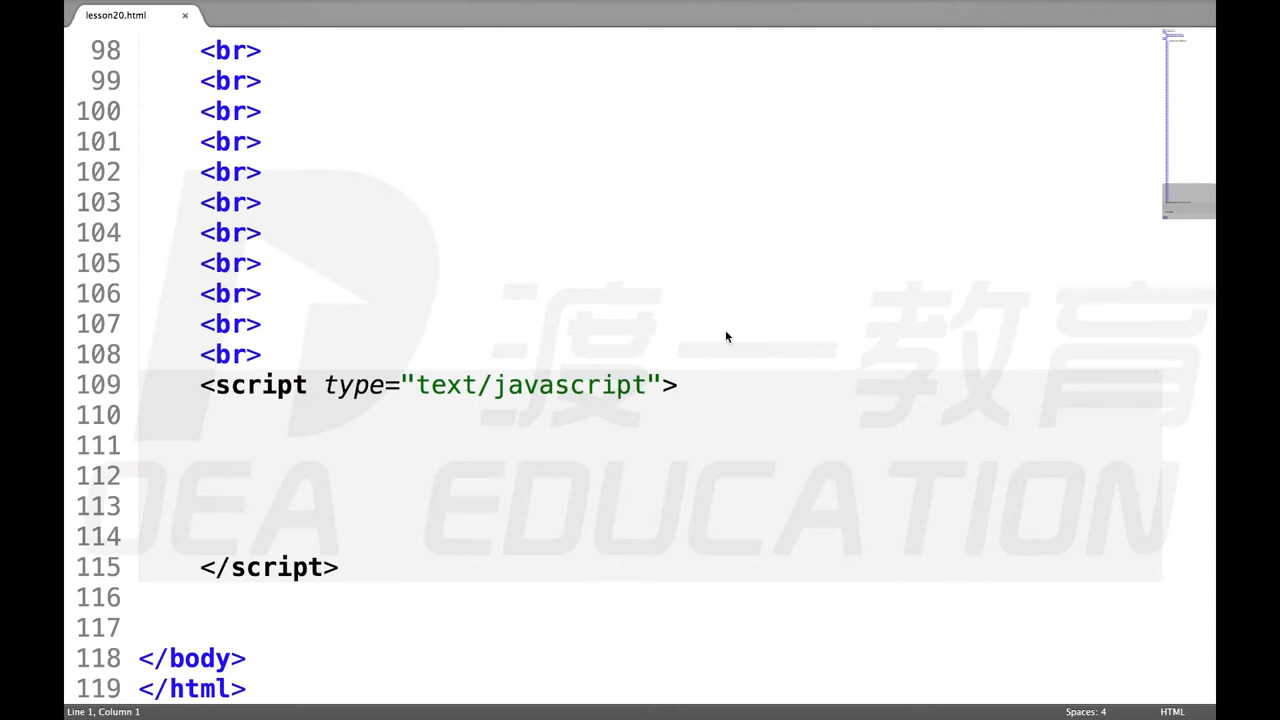 lesson20.html ×
98 <br>
99 <br>
100 <br>
101 <br>
102 <br>
103 <br>
104 <br>
105 <br>
106 <br>
107 <br>
108 <br>
109 <script type="text/javascript">
110
111
112
113
114
115 </script>
116
117
118 </body>
119 </html>
渡一教育
IDEA EDUCATION
Line 1, Column 1 Spaces: 4 HTML